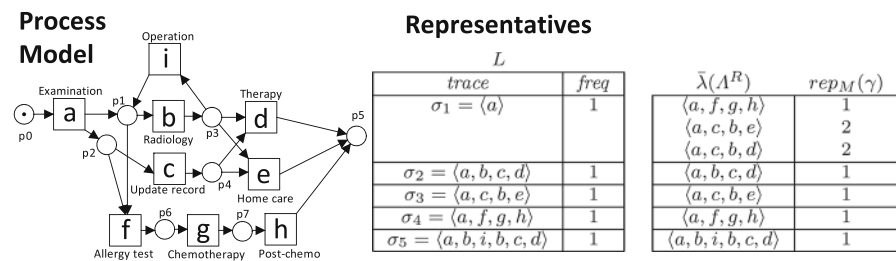 Process
Model
Representatives
Operation
i
Examination
Therapy
a
p1
b
p3
d
p5
p0
Radiology
p2
c
p4
e
Update record
Home care
f
p6
g
p7
h
Allergy test
Chemotherapy
Post-chemo
L
trace freq
σ₁ = ⟨a⟩ 1
σ₂ = ⟨a, b, c, d⟩ 1
σ₃ = ⟨a, c, b, e⟩ 1
σ₄ = ⟨a, f, g, h⟩ 1
σ₅ = ⟨a, b, i, b, c, d⟩ 1
λ̄(Λᴿ) rep_M(γ)
⟨a, f, g, h⟩ 1
⟨a, c, b, e⟩ 2
⟨a, c, b, d⟩ 2
⟨a, b, c, d⟩ 1
⟨a, c, b, e⟩ 1
⟨a, f, g, h⟩ 1
⟨a, b, i, b, c, d⟩ 1